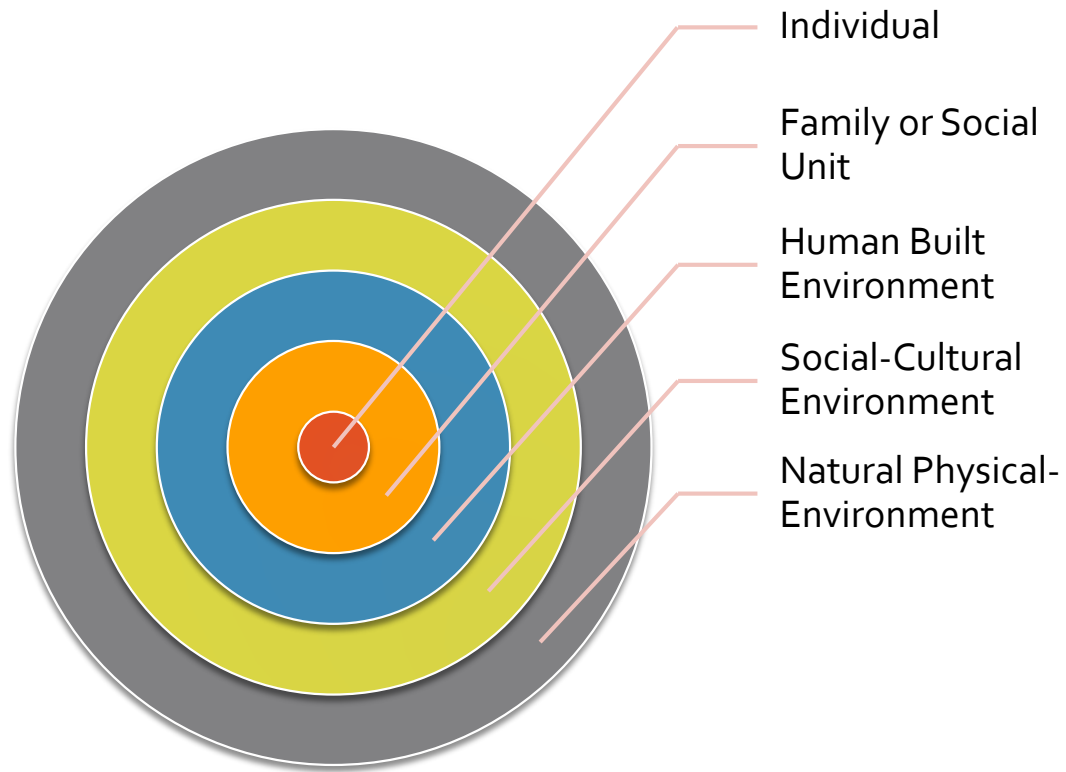 Individual
Family or Social
Unit
Human Built
Environment
Social-Cultural
Environment
Natural Physical-
Environment